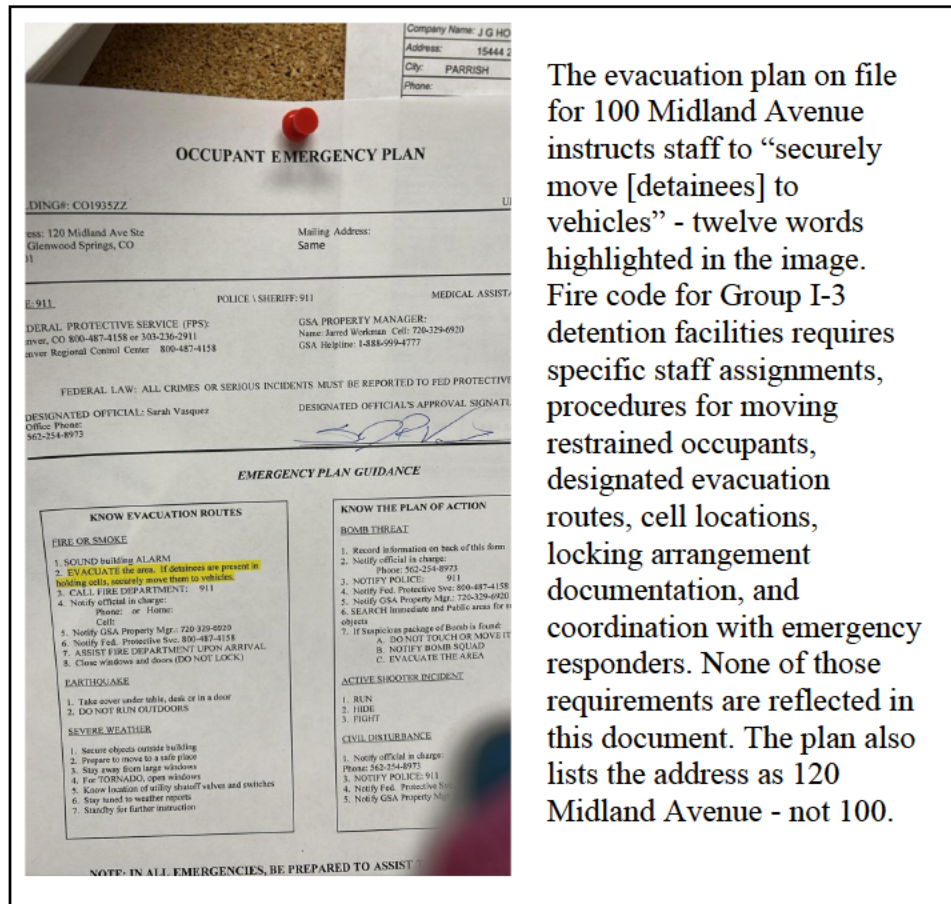 Company Name: J G HO
Address: 15444 2
City: PARRISH
Phone:
OCCUPANT EMERGENCY PLAN
LDING#: CO1935ZZ
ess: 120 Midland Ave Ste
Glenwood Springs, CO
Mailing Address:
Same
E: 911
POLICE \ SHERIFF: 911
MEDICAL ASSISTA
DERAL PROTECTIVE SERVICE (FPS):
nver, CO 800-487-4158 or 303-236-2911
enver Regional Control Center 800-487-4158
GSA PROPERTY MANAGER:
Name: Jarred Workman Cell: 720-329-6920
GSA Helpline: 1-888-999-4777
FEDERAL LAW: ALL CRIMES OR SERIOUS INCIDENTS MUST BE REPORTED TO FED PROTECTIVE
DESIGNATED OFFICIAL: Sarah Vasquez
Office Phone:
562-254-8973
DESIGNATED OFFICIAL'S APPROVAL SIGNATU
EMERGENCY PLAN GUIDANCE
KNOW EVACUATION ROUTES
FIRE OR SMOKE
1. SOUND building ALARM
2. EVACUATE the area. If detainees are present in
holding cells, securely move them to vehicles.
3. CALL FIRE DEPARTMENT: 911
4. Notify official in charge:
Phone: or Home:
Cell:
5. Notify GSA Property Mgr.: 720-329-6920
6. Notify Fed. Protective Svc. 800-487-4158
7. ASSIST FIRE DEPARTMENT UPON ARRIVAL
8. Close windows and doors (DO NOT LOCK)
EARTHQUAKE
1. Take cover under table, desk or in a door
2. DO NOT RUN OUTDOORS
SEVERE WEATHER
1. Secure objects outside building
2. Prepare to move to a safe place
3. Stay away from large windows
4. For TORNADO, open windows
5. Know location of utility shutoff valves and switches
6. Stay tuned to weather reports
7. Standby for further instruction
KNOW THE PLAN OF ACTION
BOMB THREAT
1. Record information on back of this form
2. Notify official in charge:
Phone: 562-254-8973
3. NOTIFY POLICE: 911
4. Notify Fed. Protective Svc: 800-487-4158
5. Notify GSA Property Mgr.: 720-329-6920
6. SEARCH Immediate and Public areas for su
objects
7. If Suspicious package of Bomb is found:
A. DO NOT TOUCH OR MOVE IT
B. NOTIFY BOMB SQUAD
C. EVACUATE THE AREA
ACTIVE SHOOTER INCIDENT
1. RUN
2. HIDE
3. FIGHT
CIVIL DISTURBANCE
1. Notify official in charge:
Phone: 562-254-8973
3. NOTIFY POLICE: 911
4. Notify Fed. Protective Svc.
5. Notify GSA Property Mg
NOTE: IN ALL EMERGENCIES, BE PREPARED TO ASSIST
The evacuation plan on file
for 100 Midland Avenue
instructs staff to “securely
move [detainees] to
vehicles” - twelve words
highlighted in the image.
Fire code for Group I-3
detention facilities requires
specific staff assignments,
procedures for moving
restrained occupants,
designated evacuation
routes, cell locations,
locking arrangement
documentation, and
coordination with emergency
responders. None of those
requirements are reflected in
this document. The plan also
lists the address as 120
Midland Avenue - not 100.